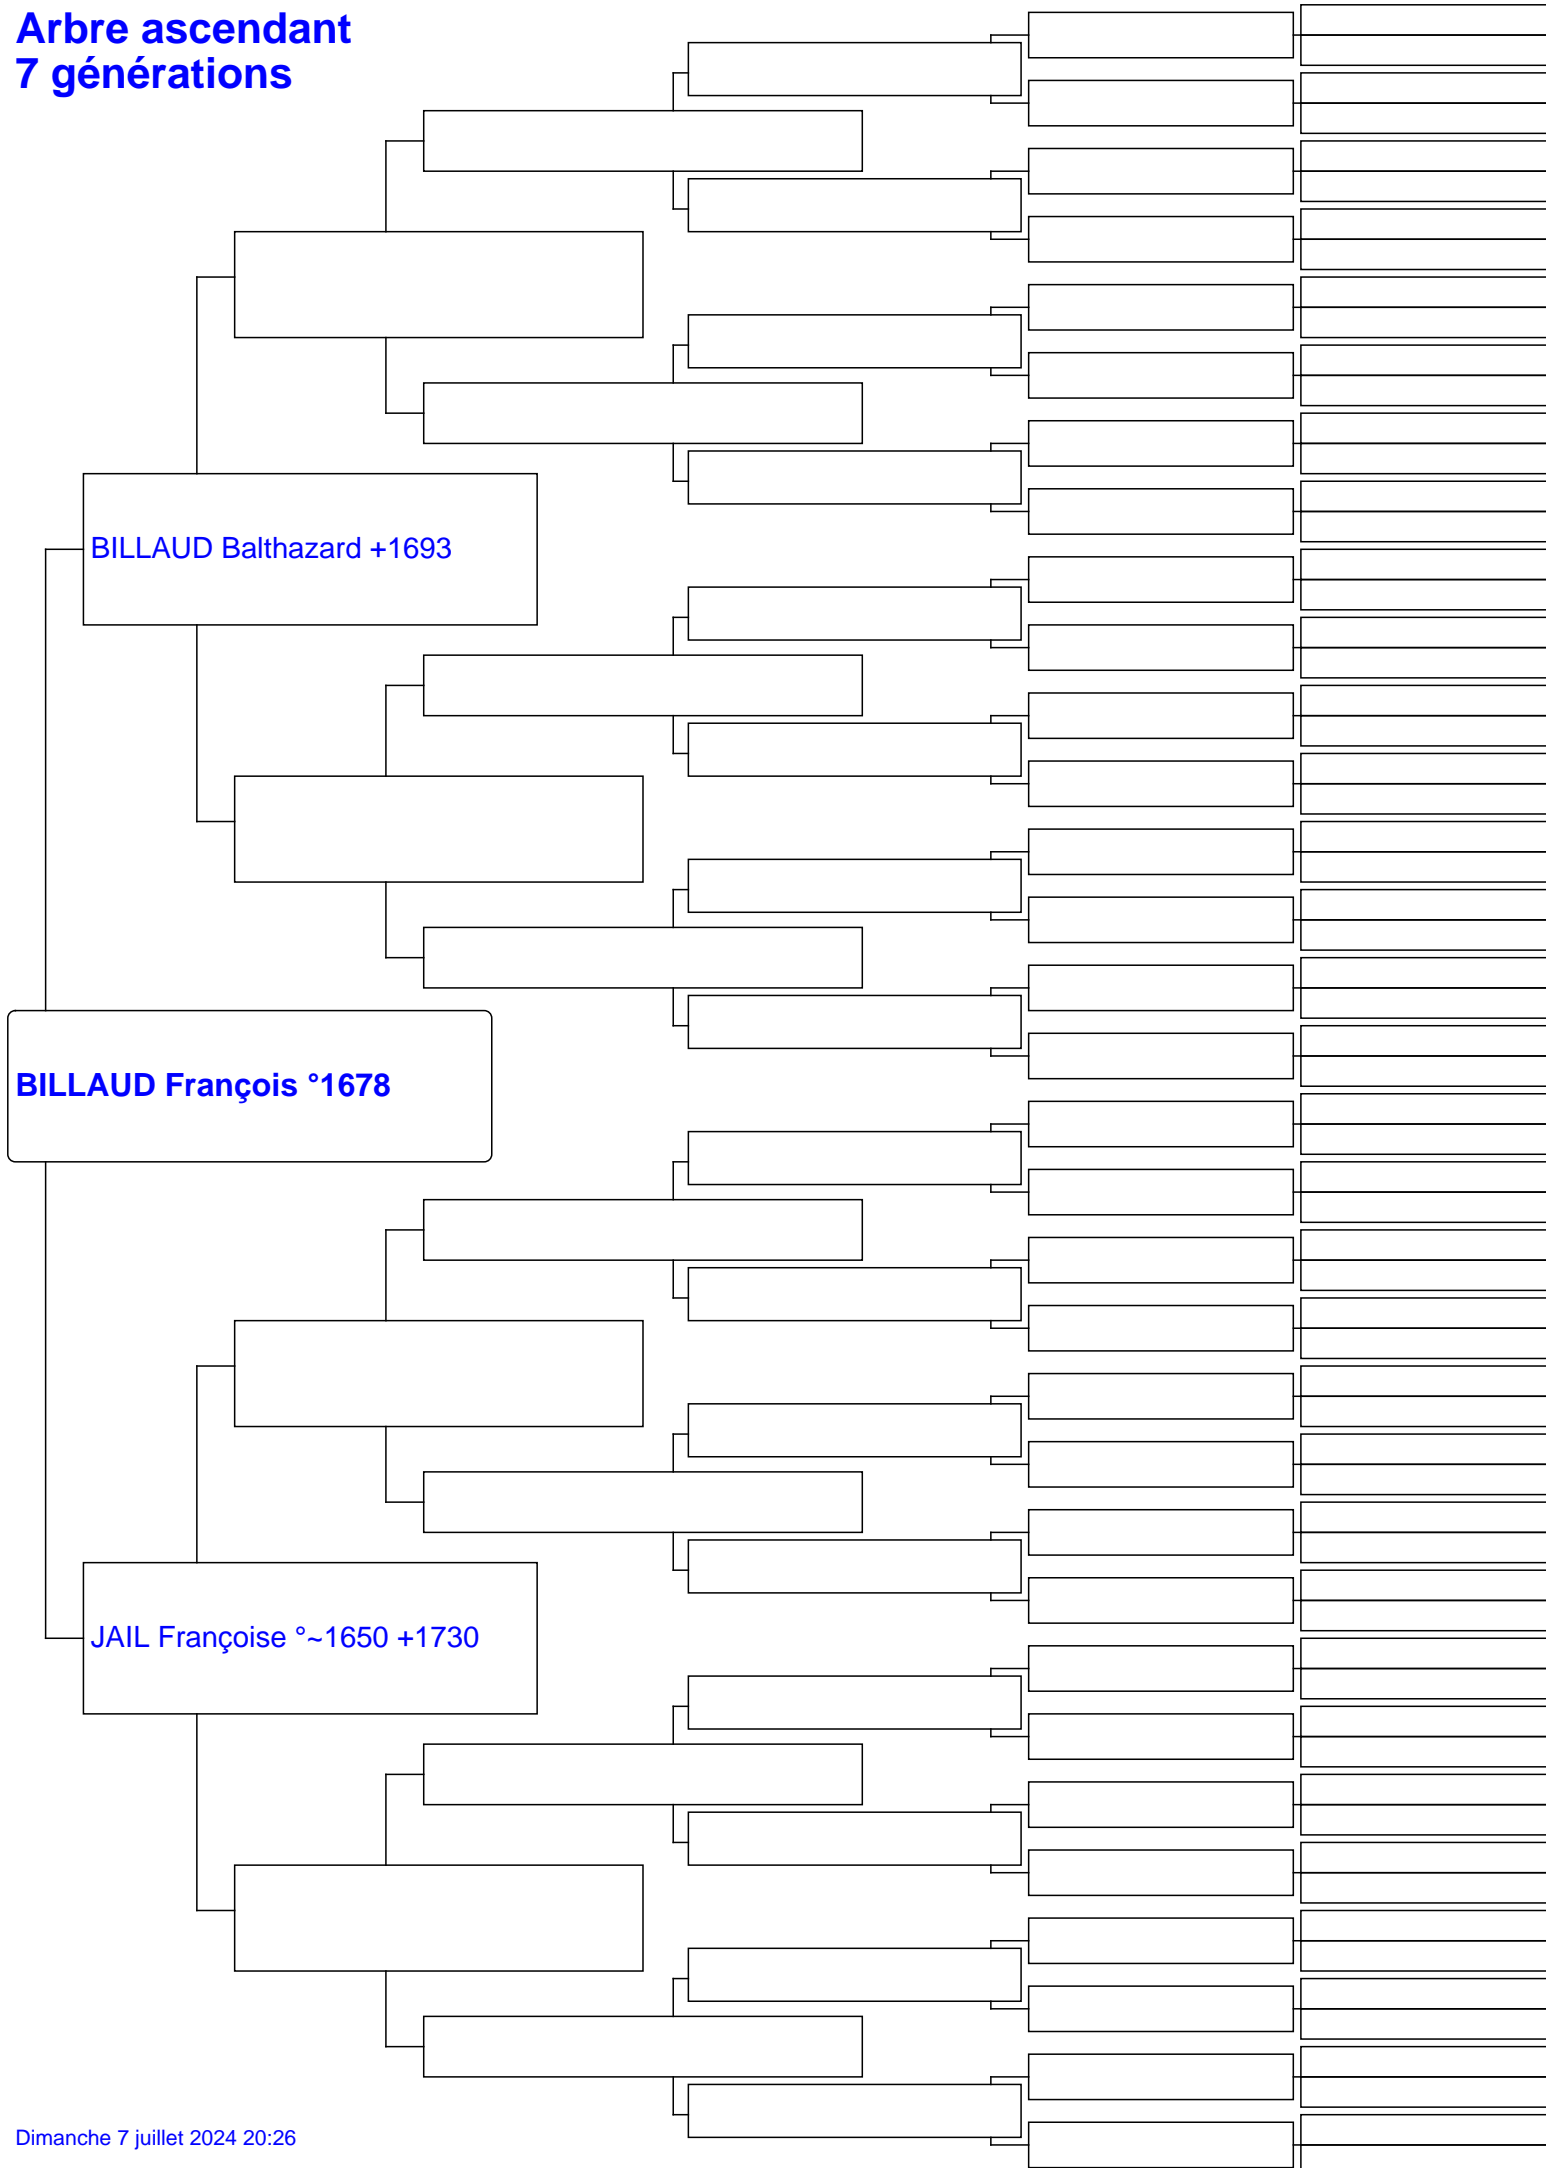 Arbre ascendant
7 générations
BILLAUD Balthazard +1693
BILLAUD François °1678
JAIL Françoise °~1650 +1730
Dimanche 7 juillet 2024 20:26